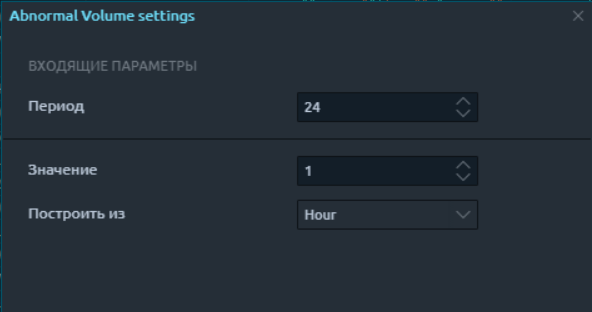 Abnormal Volume settings
ВХОДЯЩИЕ ПАРАМЕТРЫ
Период 24
Значение 1
Построить из Hour